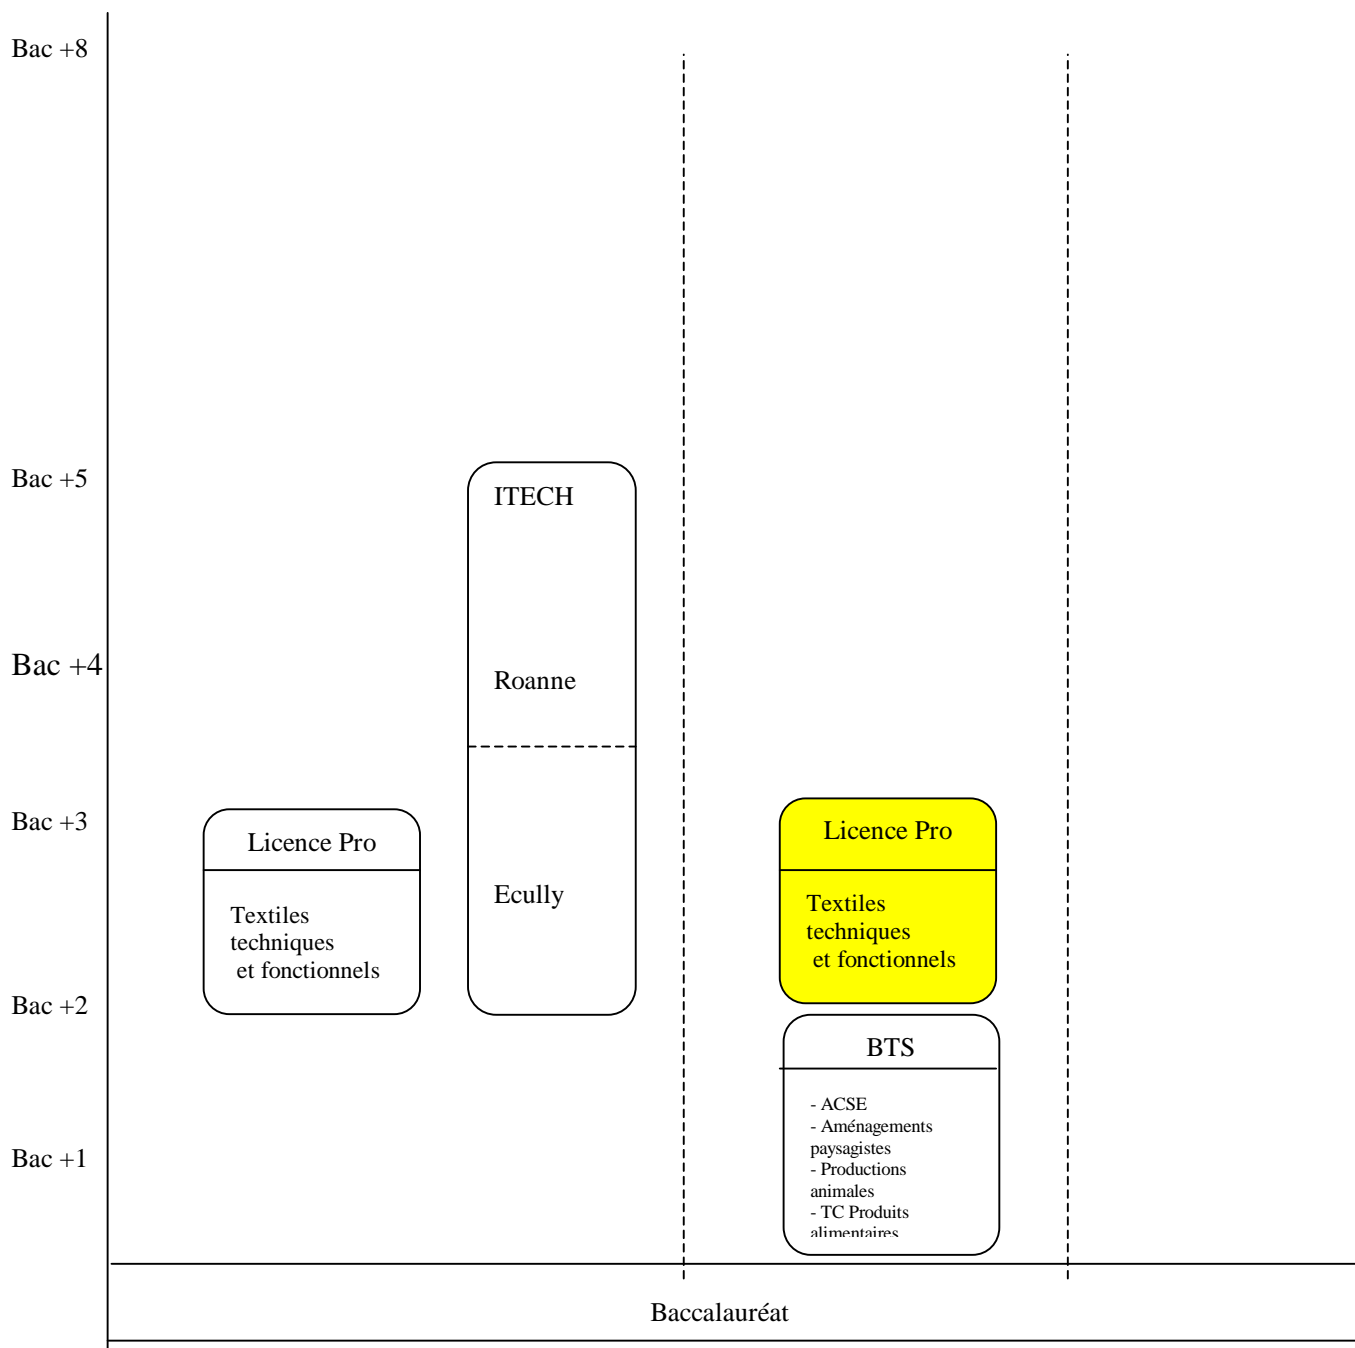 Bac +8
Bac +5
ITECH
Bac +4
Roanne
Bac +3
Licence Pro
Textiles
techniques
et fonctionnels
Ecully
Licence Pro
Textiles
techniques
et fonctionnels
Bac +2
BTS
- ACSE
- Aménagements
paysagistes
- Productions
animales
- TC Produits
alimentaires
Bac +1
Baccalauréat